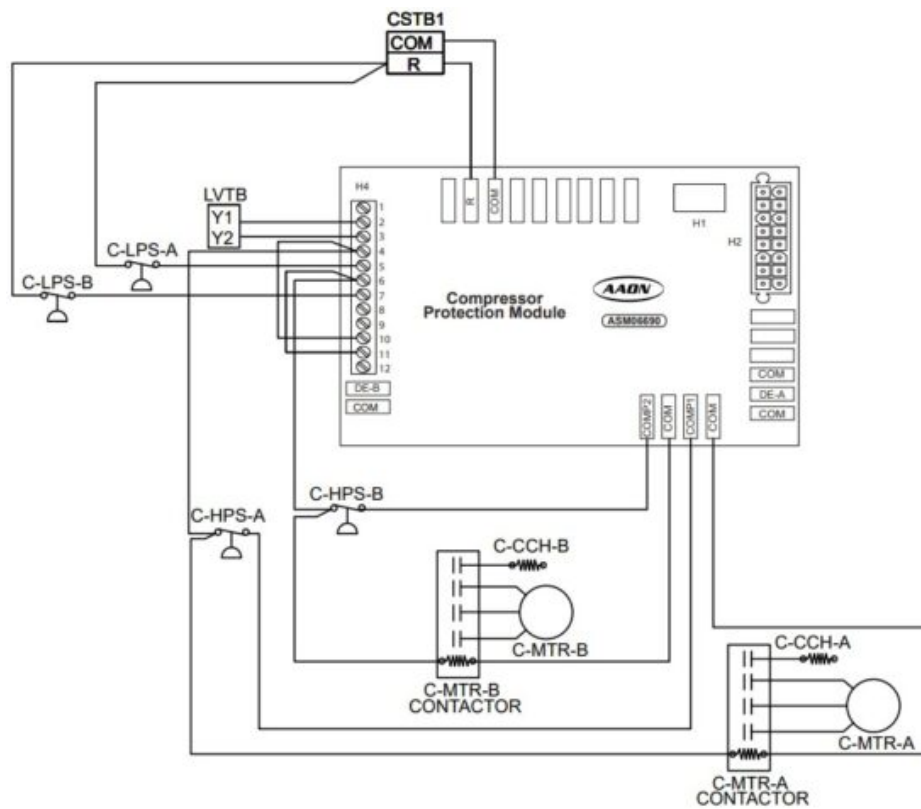 CSTB1
COM
R
LVTB
Y1
Y2
C-LPS-A
C-LPS-B
H4
1
2
3
4
5
6
7
8
9
10
11
12
DE-B
COM
R
COM
H1
H2
AAON
ASM06690
Compressor
Protection Module
COM
DE-A
COM
COMP2
COM
COMP1
COM
C-HPS-B
C-HPS-A
C-CCH-B
C-MTR-B
C-MTR-B
CONTACTOR
C-CCH-A
C-MTR-A
C-MTR-A
CONTACTOR